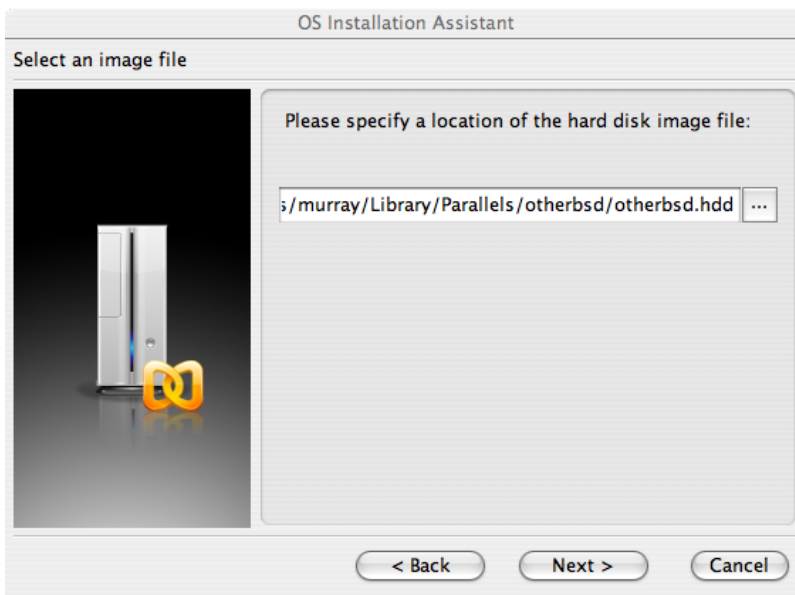 OS Installation Assistant
Select an image file
Please specify a location of the hard disk image file:
s/murray/Library/Parallels/otherbsd/otherbsd.hdd ...
< Back Next > Cancel